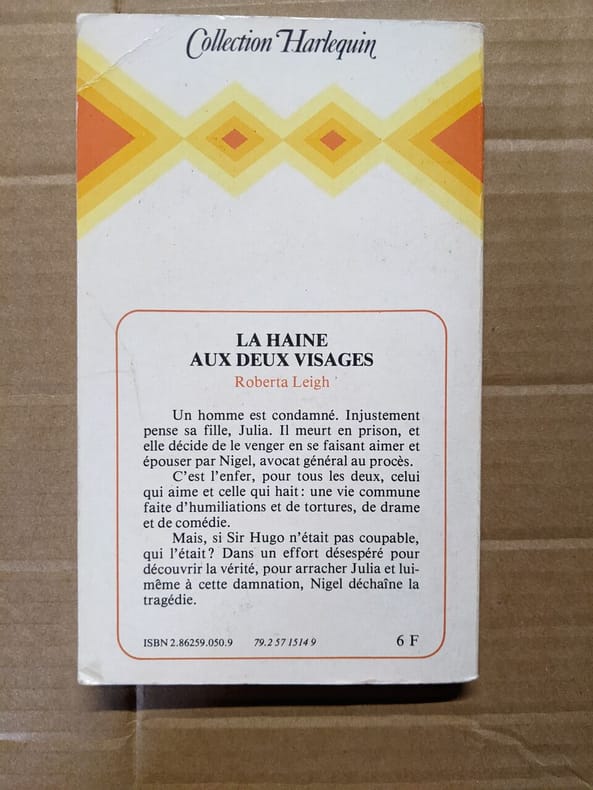 Collection Harlequin
LA HAINE
AUX DEUX VISAGES
Roberta Leigh
Un homme est condamné. Injustement
pense sa fille, Julia. Il meurt en prison, et
elle décide de le venger en se faisant aimer et
épouser par Nigel, avocat général au procès.
C'est l'enfer, pour tous les deux, celui
qui aime et celle qui hait : une vie commune
faite d'humiliations et de tortures, de drame
et de comédie.
Mais, si Sir Hugo n'était pas coupable,
qui l'était? Dans un effort désespéré pour
découvrir la vérité, pour arracher Julia et lui-
même à cette damnation, Nigel déchaîne la
tragédie.
ISBN 2.86259.050.9 79.2 57 1514 9 6 F